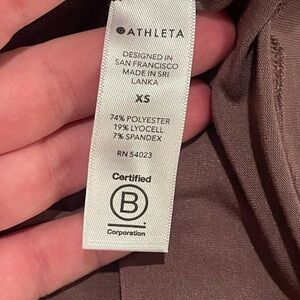 ATHLETA
DESIGNED IN
SAN FRANCISCO
MADE IN SRI
LANKA
XS
74% POLYESTER
19% LYOCELL
7% SPANDEX
RN 54023
Certified
B
Corporation